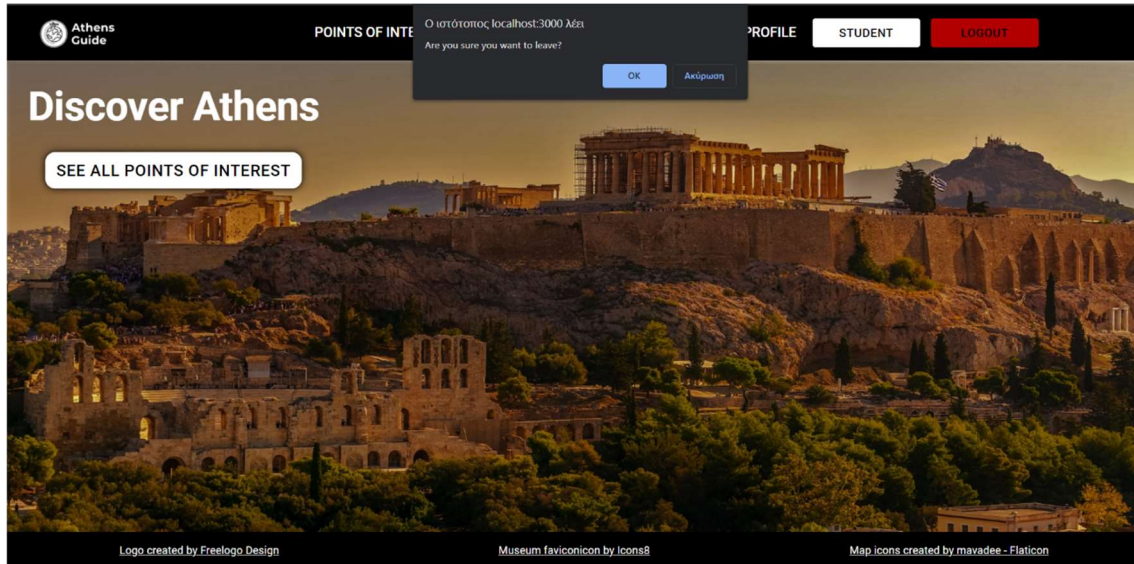 Athens
Guide
POINTS OF INTE
PROFILE
STUDENT
LOGOUT
Ο ιστότοπος localhost:3000 λέει
Are you sure you want to leave?
OK
Ακύρωση
Discover Athens
SEE ALL POINTS OF INTEREST
Logo created by Freelogo Design
Museum faviconicon by Icons8
Map icons created by mavadee - Flaticon